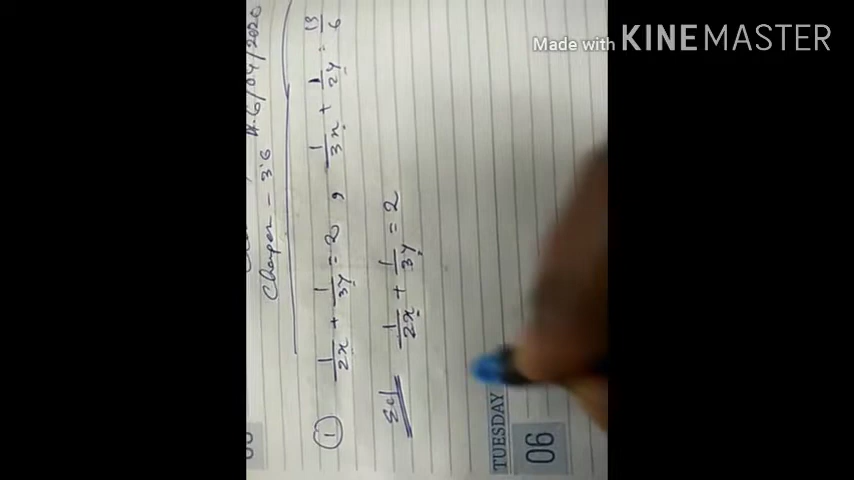 Made with KINEMASTER
14/04/2020
Chapter - 3.6
① 1/2x + 1/3y = 2 , 1/3x + 1/2y = 13/6
Sol 1/2x + 1/3y = 2
TUESDAY
06